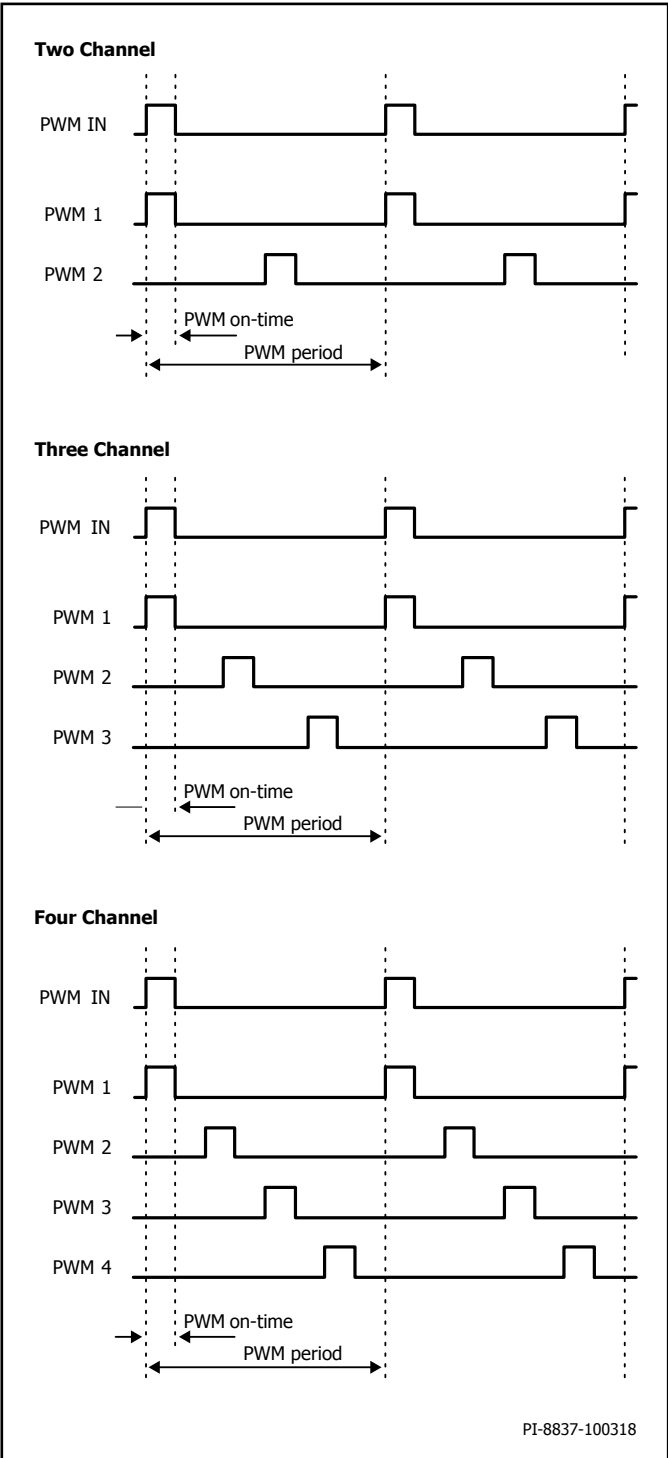 Two Channel
PWM IN
PWM 1
PWM 2
PWM on-time
PWM period
Three Channel
PWM IN
PWM 1
PWM 2
PWM 3
PWM on-time
PWM period
Four Channel
PWM IN
PWM 1
PWM 2
PWM 3
PWM 4
PWM on-time
PWM period
PI-8837-100318